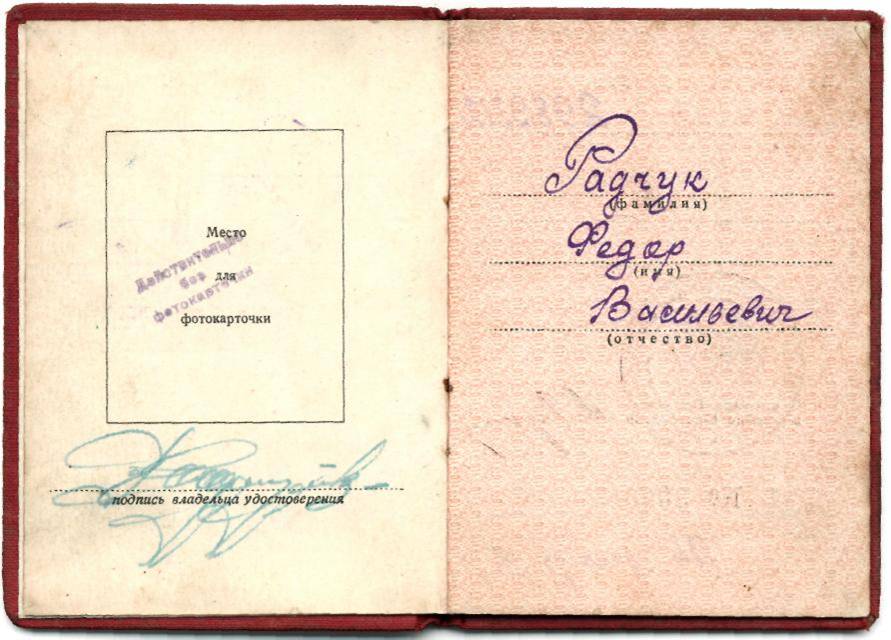 Место
для
фотокарточки
Действительно
без
фотокарточки
подпись владельца удостоверения
Радчук
(фамилия)
Федор
(имя)
Васильевич
(отчество)